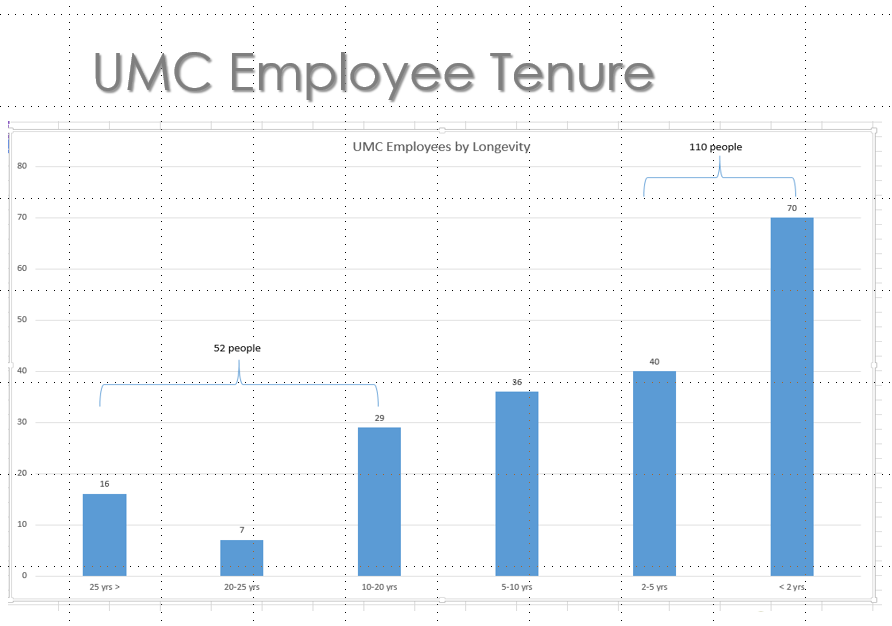 UMC Employee Tenure
UMC Employees by Longevity
110 people
80
70
70
60
50
52 people
40
40
36
30
29
20
16
10
7
0
25 yrs >
20-25 yrs
10-20 yrs
5-10 yrs
2-5 yrs
< 2 yrs